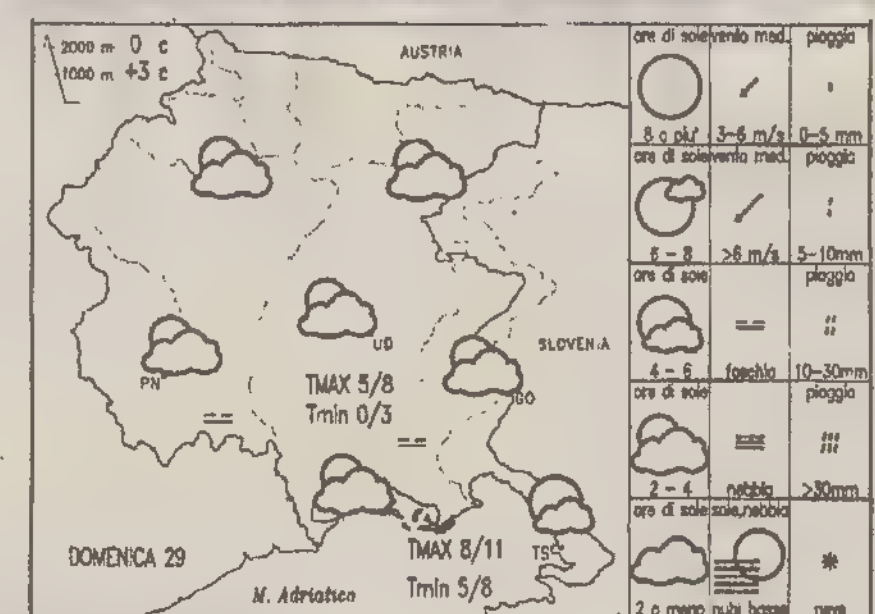 2000 m 0 c
1000 m +3 c
AUSTRIA
UD
SLOVENIA
PN
GO
TMAX 5/8
Tmin 0/3
DOMENICA 29
M. Adriatico
TMAX 8/11
Tmin 5/8
TS
ore di sole vento med. pioggia
8 o piu' 3-6 m/s 0-5 mm
ore di sole vento med. pioggia
6 - 8 >6 m/s 5-10mm
ore di sole pioggia
4 - 6 foschia 10-30mm
ore di sole pioggia
2 - 4 nebbia >30mm
ore di sole sole,nebbia
2 o meno nubi basse neve